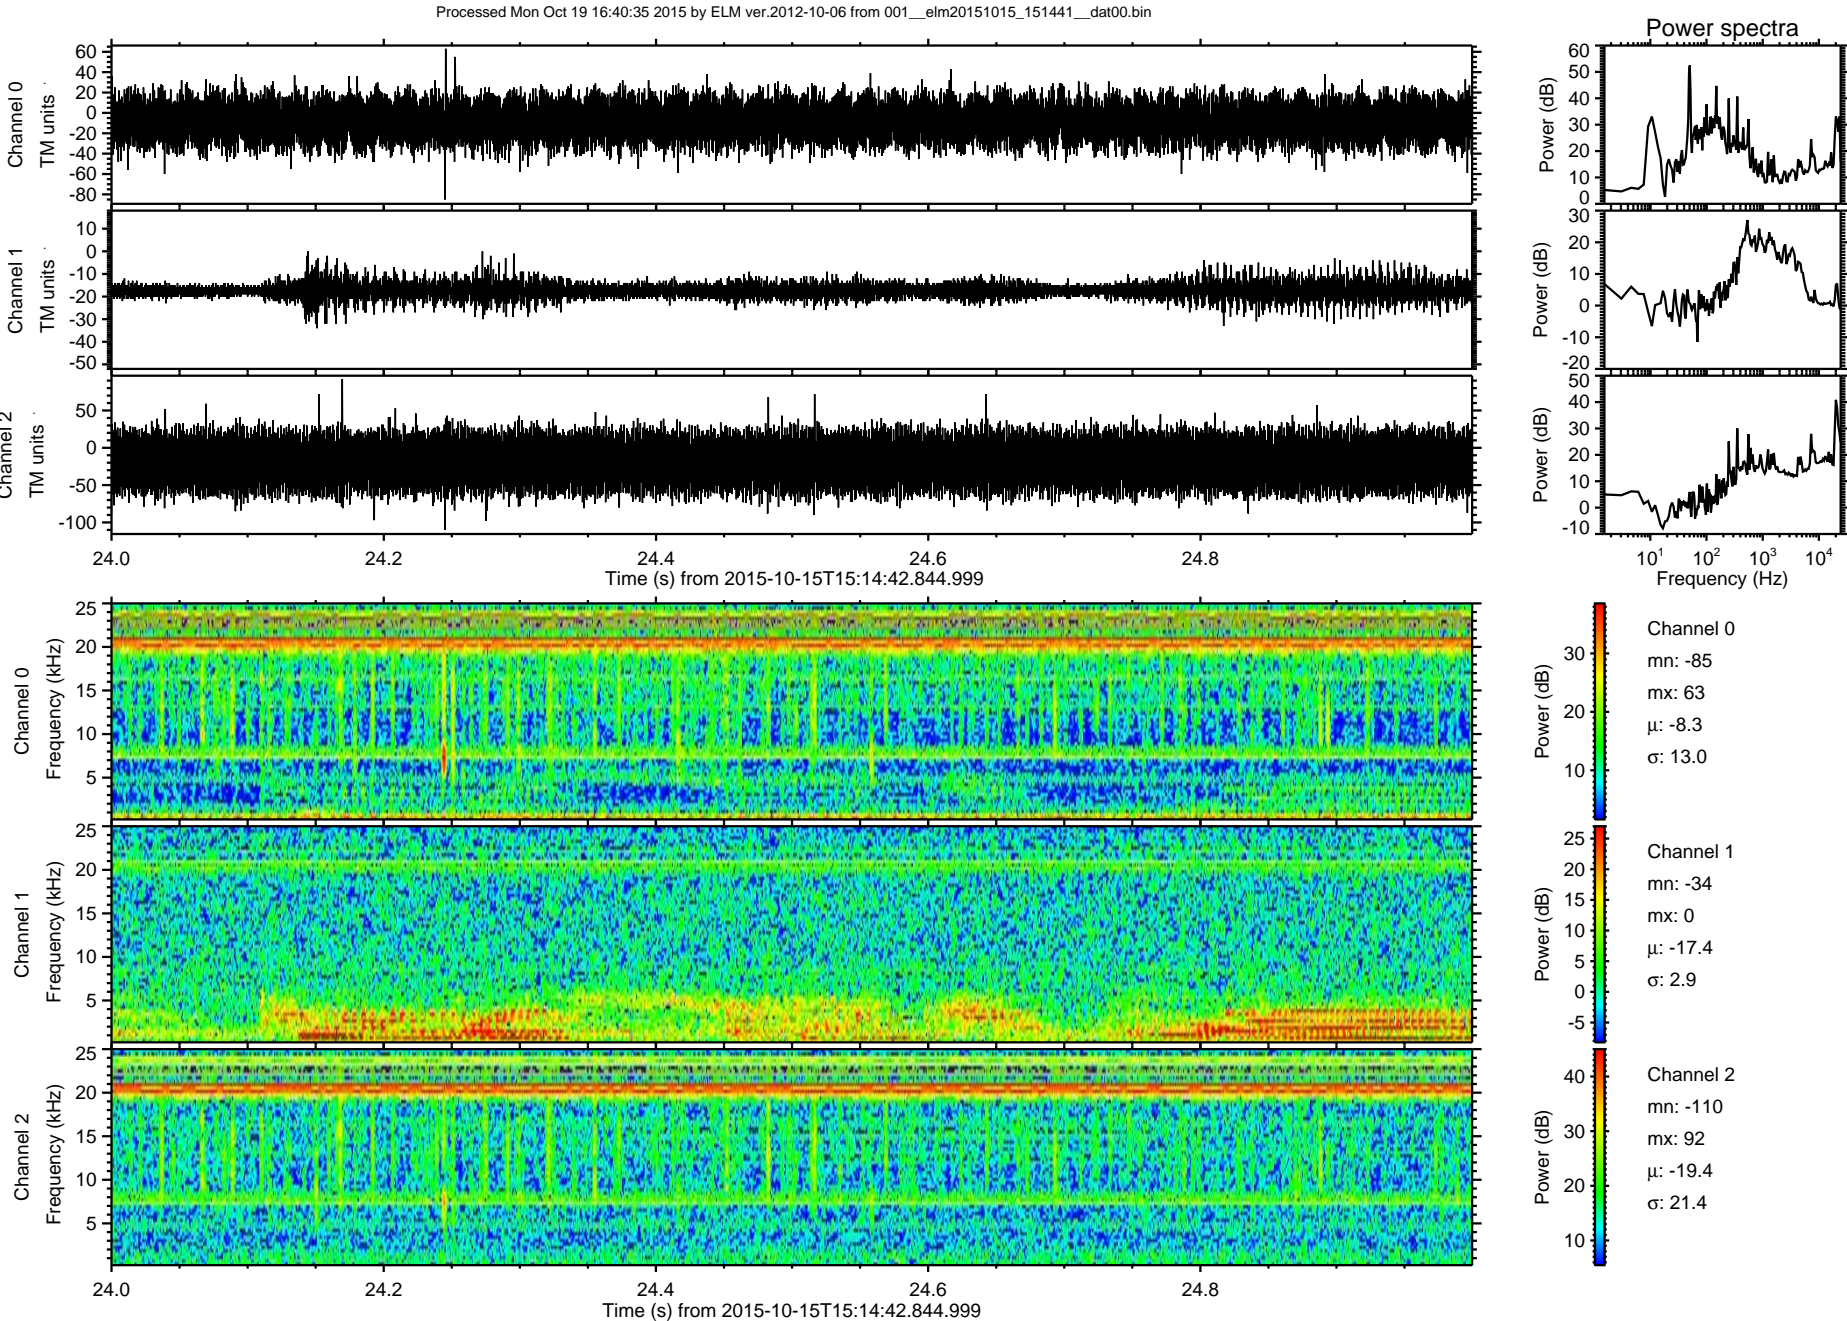 Processed Mon Oct 19 16:40:35 2015 by ELM ver.2012-10-06 from 001__elm20151015_151441__dat00.bin
Power spectra
Channel 0
TM units
60
40
20
0
-20
-40
-60
-80
Power (dB)
60
50
40
30
20
10
0
Channel 1
TM units
10
0
-10
-20
-30
-40
-50
Power (dB)
30
20
10
0
-10
-20
Channel 2
TM units
50
0
-50
-100
Power (dB)
50
40
30
20
10
0
-10
24.0 24.2 24.4 24.6 24.8
Time (s) from 2015-10-15T15:14:42.844.999
10^1 10^2 10^3 10^4
Frequency (Hz)
Channel 0
Frequency (kHz)
25
20
15
10
5
Power (dB)
30
20
10
Channel 0
mn: -85
mx: 63
μ: -8.3
σ: 13.0
Channel 1
Frequency (kHz)
25
20
15
10
5
Power (dB)
25
20
15
10
5
0
-5
Channel 1
mn: -34
mx: 0
μ: -17.4
σ: 2.9
Channel 2
Frequency (kHz)
25
20
15
10
5
Power (dB)
40
30
20
10
Channel 2
mn: -110
mx: 92
μ: -19.4
σ: 21.4
24.0 24.2 24.4 24.6 24.8
Time (s) from 2015-10-15T15:14:42.844.999